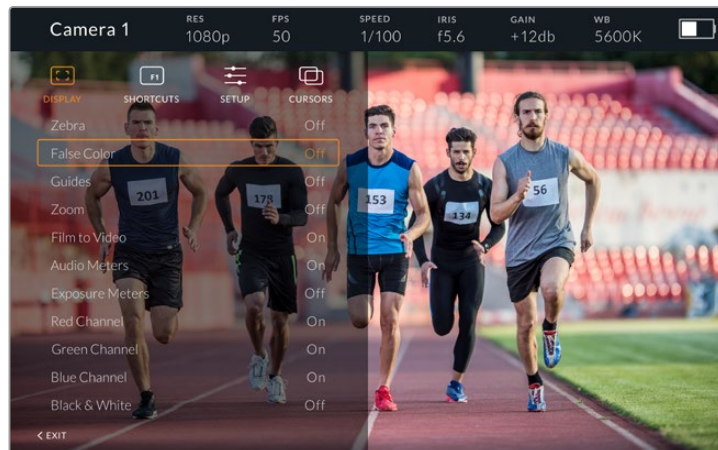 Camera 1
RES
1080p
FPS
50
SPEED
1/100
IRIS
f5.6
GAIN
+12db
WB
5600K
F1
DISPLAY
SHORTCUTS
SETUP
CURSORS
Zebra Off
False Color Off
Guides Off
Zoom Off
Film to Video On
Audio Meters On
Exposure Meters Off
Red Channel On
Green Channel On
Blue Channel On
Black & White Off
EXIT
201
178
153
134
56